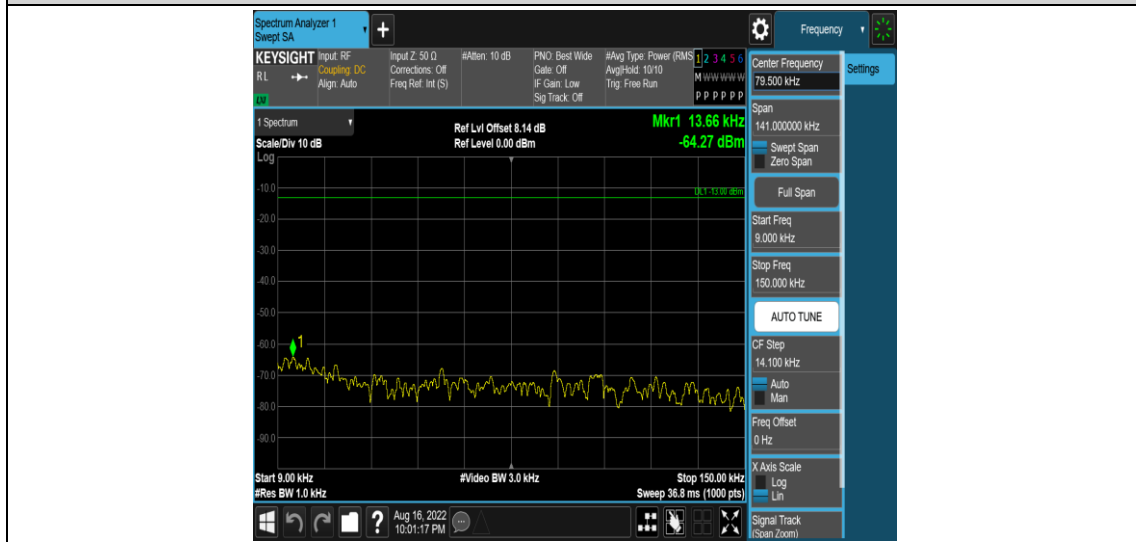 Spectrum Analyzer 1
Swept SA
+
Frequency
KEYSIGHT
RL
LW
Input: RF
Coupling: DC
Align: Auto
Input Z: 50 Ω
Corrections: Off
Freq Ref: Int (S)
#Atten: 10 dB
PNO: Best Wide
Gate: Off
IF Gain: Low
Sig Track: Off
#Avg Type: Power (RMS
Avg|Hold: 10/10
Trig: Free Run
1 2 3 4 5 6
M W W W W W
P P P P P P
1 Spectrum
Scale/Div 10 dB
Log
Ref Lvl Offset 8.14 dB
Ref Level 0.00 dBm
Mkr1 13.66 kHz
-64.27 dBm
DL1 -13.00 dBm
-10.0
-20.0
-30.0
-40.0
-50.0
-60.0
-70.0
-80.0
-90.0
1
Start 9.00 kHz
#Res BW 1.0 kHz
#Video BW 3.0 kHz
Stop 150.00 kHz
Sweep 36.8 ms (1000 pts)
?
Aug 16, 2022
10:01:17 PM
Center Frequency
79.500 kHz
Settings
Span
141.000000 kHz
Swept Span
Zero Span
Full Span
Start Freq
9.000 kHz
Stop Freq
150.000 kHz
AUTO TUNE
CF Step
14.100 kHz
Auto
Man
Freq Offset
0 Hz
X Axis Scale
Log
Lin
Signal Track
(Span Zoom)